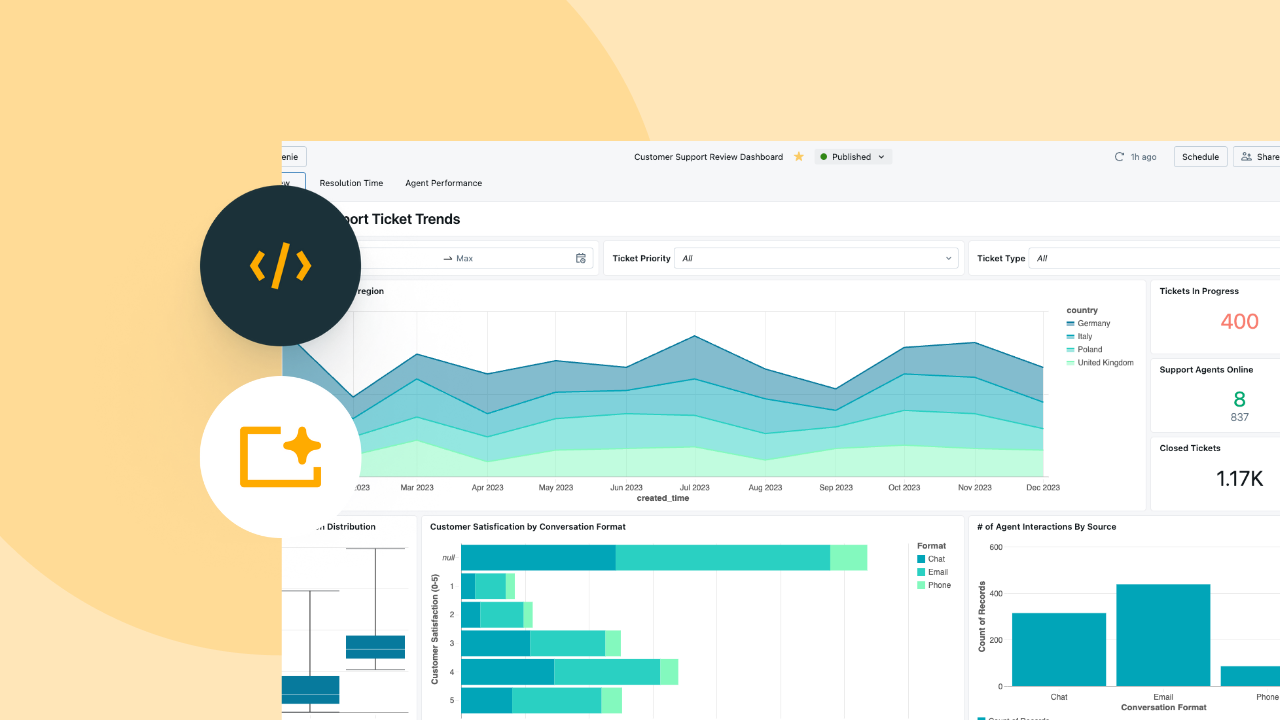 enie
Customer Support Review Dashboard
Published
1h ago
Schedule
Share
ew
Resolution Time
Agent Performance
port Ticket Trends
Max
Ticket Priority
All
Ticket Type
All
region
country
Germany
Italy
Poland
United Kingdom
2023
Mar 2023
Apr 2023
May 2023
Jun 2023
Jul 2023
Aug 2023
Sep 2023
Oct 2023
Nov 2023
Dec 2023
created_time
Tickets In Progress
400
Support Agents Online
8
837
Closed Tickets
1.17K
n Distribution
Customer Satisfication by Conversation Format
Customer Satisfaction (0-5)
null
1
2
3
4
5
Format
Chat
Email
Phone
# of Agent Interactions By Source
Count of Records
600
400
200
0
Chat
Email
Phone
Conversation Format
Count of Records